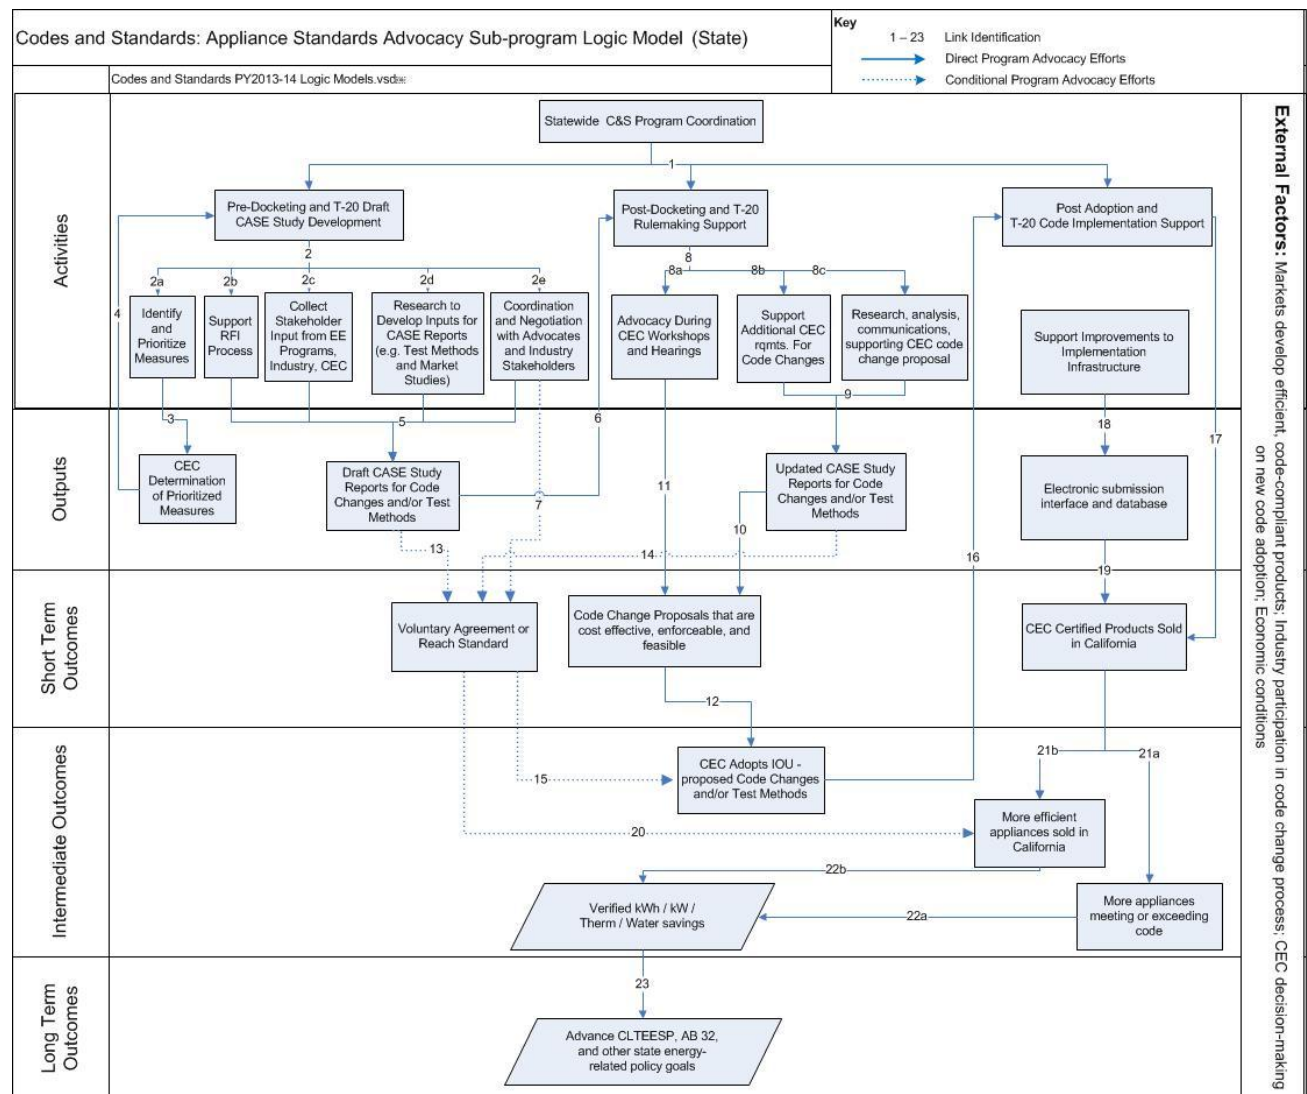 Codes and Standards: Appliance Standards Advocacy Sub-program Logic Model (State)
Codes and Standards PY2013-14 Logic Models.vsd
Key
1 – 23 Link Identification
Direct Program Advocacy Efforts
Conditional Program Advocacy Efforts
Activities
Statewide C&S Program Coordination
1
Pre-Docketing and T-20 Draft
CASE Study Development
Post-Docketing and T-20
Rulemaking Support
Post Adoption and
T-20 Code Implementation Support
2
8
2a
2b
2c
2d
2e
8a
8b
8c
4
Identify
and
Prioritize
Measures
Support
RFI
Process
Collect
Stakeholder
Input from EE
Programs,
Industry, CEC
Research to
Develop Inputs for
CASE Reports
(e.g. Test Methods
and Market
Studies)
Coordination
and Negotiation
with Advocates
and Industry
Stakeholders
Advocacy During
CEC Workshops
and Hearings
Support
Additional CEC
rqmts. For
Code Changes
Research, analysis,
communications,
supporting CEC code
change proposal
Support Improvements to
Implementation
Infrastructure
9
Outputs
3
5
6
18
17
CEC
Determination
of Prioritized
Measures
Draft CASE Study
Reports for Code
Changes and/or Test
Methods
7
11
Updated CASE Study
Reports for Code
Changes and/or Test
Methods
Electronic submission
interface and database
10
13
14
16
19
Short Term
Outcomes
Voluntary Agreement or
Reach Standard
Code Change Proposals that are
cost effective, enforceable, and
feasible
CEC Certified Products Sold
in California
12
Intermediate Outcomes
21b
21a
15
CEC Adopts IOU -
proposed Code Changes
and/or Test Methods
20
More efficient
appliances sold in
California
22b
Verified kWh / kW /
Therm / Water savings
22a
More appliances
meeting or exceeding
code
Long Term
Outcomes
23
Advance CLTEESP, AB 32,
and other state energy-
related policy goals
External Factors: Markets develop efficient, code-compliant products; Industry participation in code change process; CEC decision-making
on new code adoption; Economic conditions